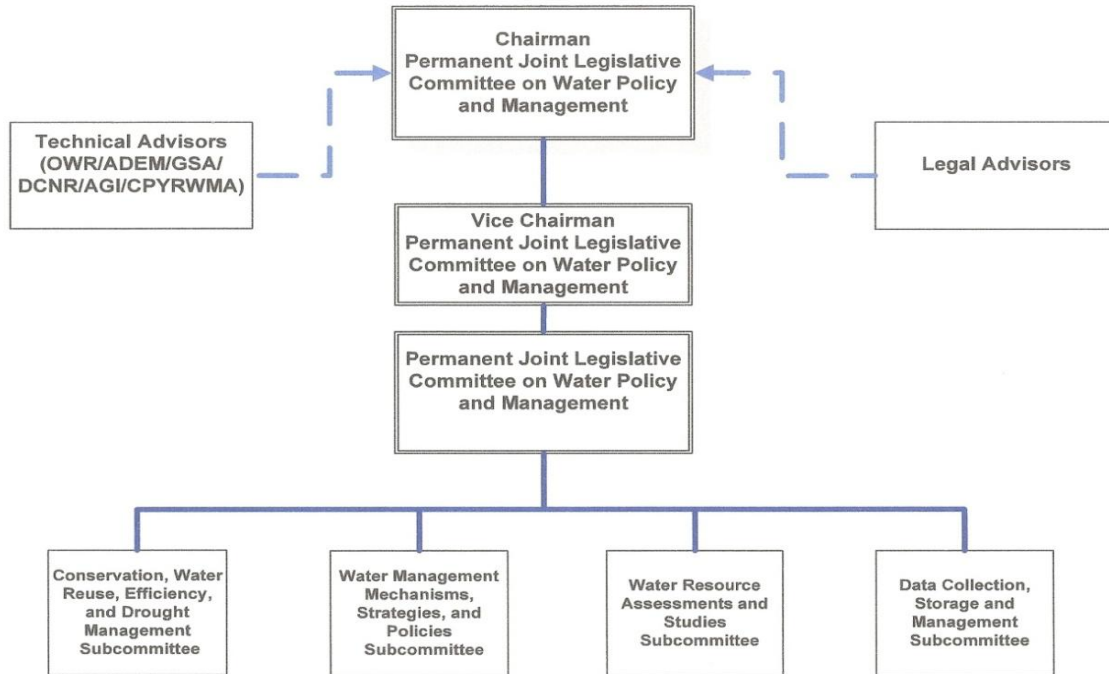 Chairman
Permanent Joint Legislative
Committee on Water Policy
and Management
Technical Advisors
(OWR/ADEM/GSA/
DCNR/AGI/CPYRWMA)
Legal Advisors
Vice Chairman
Permanent Joint Legislative
Committee on Water Policy
and Management
Permanent Joint Legislative
Committee on Water Policy
and Management
Conservation, Water
Reuse, Efficiency,
and Drought
Management
Subcommittee
Water Management
Mechanisms,
Strategies, and
Policies
Subcommittee
Water Resource
Assessments and
Studies
Subcommittee
Data Collection,
Storage and
Management
Subcommittee